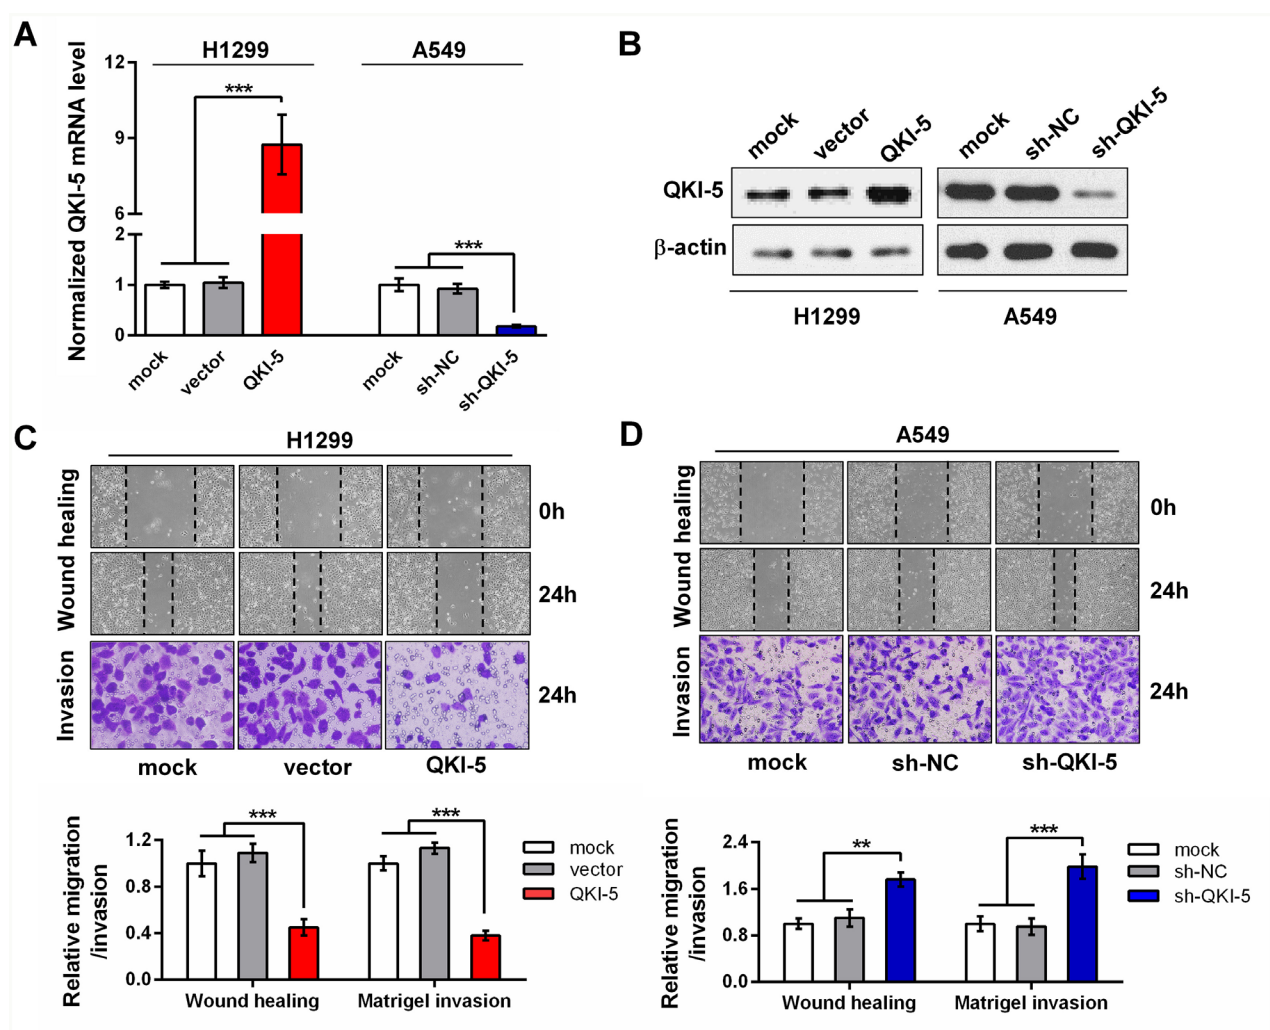 A
H1299
A549
Normalized QKI-5 mRNA level
12
9
6
2
1
0
***
***
mock
vector
QKI-5
mock
sh-NC
sh-QKI-5
B
mock
vector
QKI-5
mock
sh-NC
sh-QKI-5
QKI-5
β-actin
H1299
A549
C
H1299
Wound healing
0h
24h
Invasion
24h
mock
vector
QKI-5
Relative migration
/invasion
1.2
0.8
0.4
0.0
***
***
mock
vector
QKI-5
Wound healing
Matrigel invasion
D
A549
Wound healing
0h
24h
Invasion
24h
mock
sh-NC
sh-QKI-5
Relative migration
/invasion
2.4
1.6
0.8
0.0
**
***
mock
sh-NC
sh-QKI-5
Wound healing
Matrigel invasion